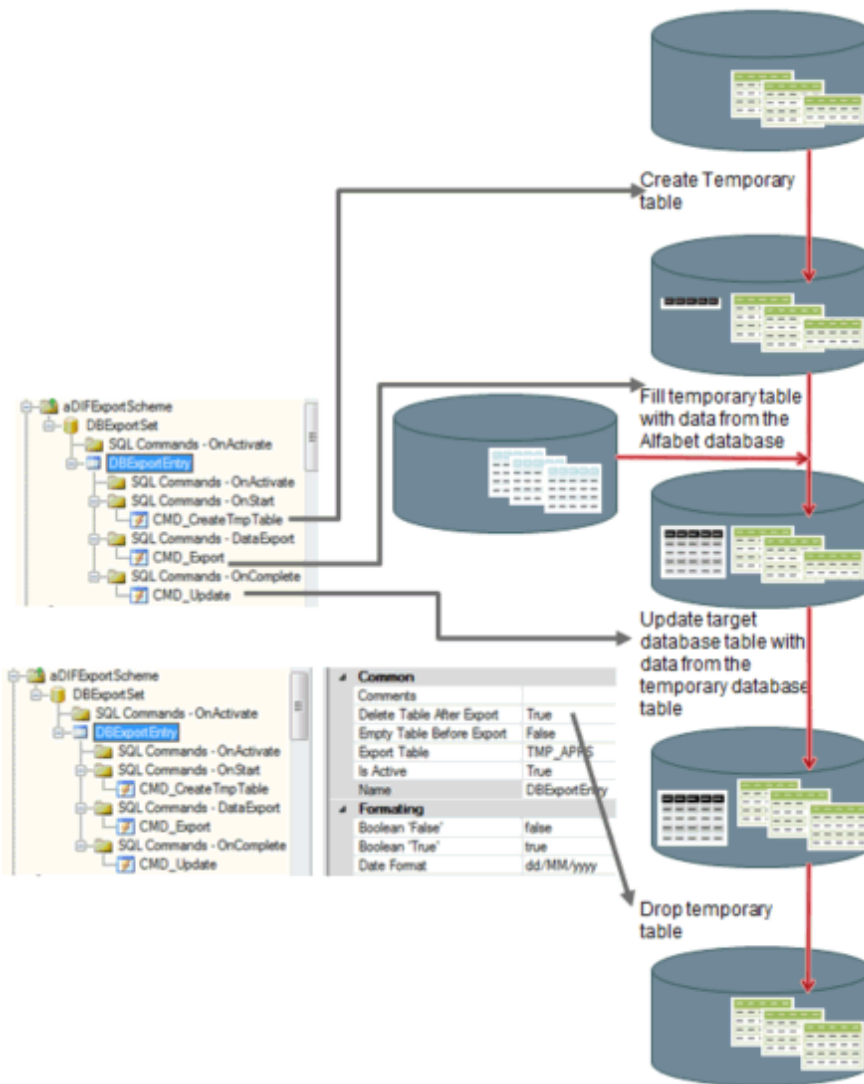 Create Temporary
table
aDIFExportScheme
DBExportSet
SQL Commands - OnActivate
DBExportEntry
SQL Commands - OnActivate
SQL Commands - OnStart
CMD_CreateTmpTable
SQL Commands - DataExport
CMD_Export
SQL Commands - OnComplete
CMD_Update
Fill temporary table
with data from the
Alfabet database
Update target
database table with
data from the
temporary database
table
aDIFExportScheme
DBExportSet
SQL Commands - OnActivate
DBExportEntry
SQL Commands - OnActivate
SQL Commands - OnStart
CMD_CreateTmpTable
SQL Commands - DataExport
CMD_Export
SQL Commands - OnComplete
CMD_Update
Common
Comments
Delete Table After Export True
Empty Table Before Export False
Export Table TMP_APPS
Is Active True
Name DBExportEntry
Formating
Boolean 'False' false
Boolean 'True' true
Date Format dd/MM/yyyy
Drop temporary
table